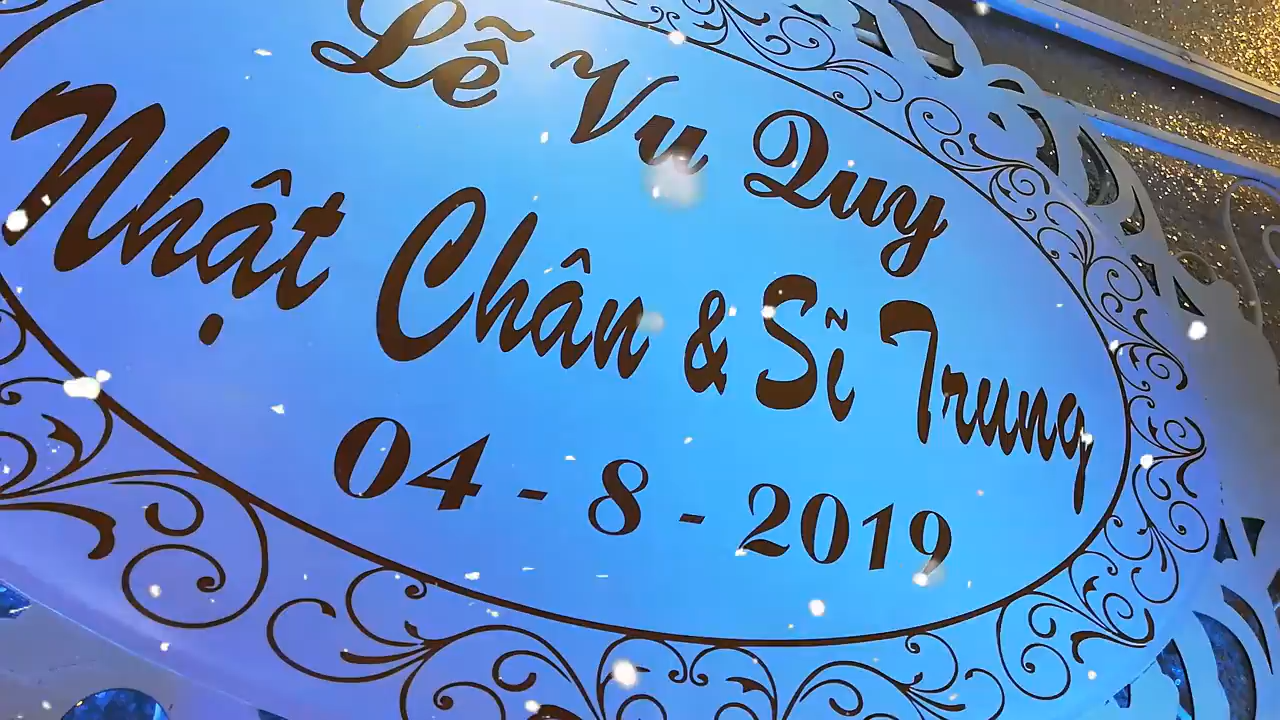 Lễ Vu Quy
Nhật Chân & Sĩ Trung
04 - 8 - 2019